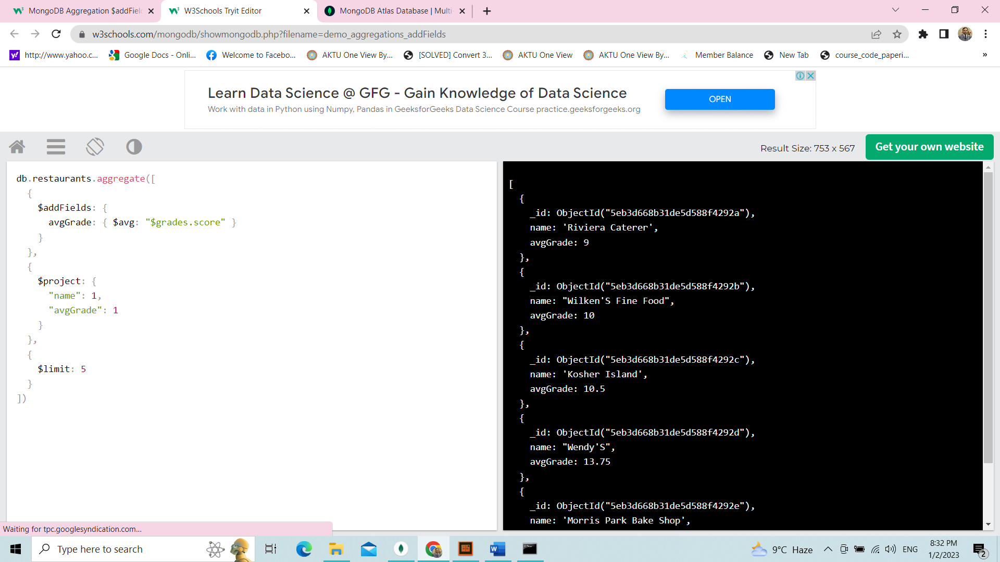 MongoDB Aggregation $addField
W3Schools Tryit Editor
MongoDB Atlas Database | Multi-
w3schools.com/mongodb/showmongodb.php?filename=demo_aggregations_addFields
http://www.yahoo.c...
Google Docs - Onli...
Welcome to Facebo...
AKTU One View By...
[SOLVED] Convert 3...
AKTU One View
AKTU One View By...
Member Balance
New Tab
course_code_paperi...
»
Learn Data Science @ GFG - Gain Knowledge of Data Science
Work with data in Python using Numpy, Pandas in GeeksforGeeks Data Science Course practice.geeksforgeeks.org
OPEN
Result Size: 753 x 567
Get your own website
db.restaurants.aggregate([
{
$addFields: {
avgGrade: { $avg: "$grades.score" }
}
},
{
$project: {
"name": 1,
"avgGrade": 1
}
},
{
$limit: 5
}
])
[
{
_id: ObjectId("5eb3d668b31de5d588f4292a"),
name: 'Riviera Caterer',
avgGrade: 9
},
{
_id: ObjectId("5eb3d668b31de5d588f4292b"),
name: "Wilken'S Fine Food",
avgGrade: 10
},
{
_id: ObjectId("5eb3d668b31de5d588f4292c"),
name: 'Kosher Island',
avgGrade: 10.5
},
{
_id: ObjectId("5eb3d668b31de5d588f4292d"),
name: "Wendy'S",
avgGrade: 13.75
},
{
_id: ObjectId("5eb3d668b31de5d588f4292e"),
name: 'Morris Park Bake Shop',
Waiting for tpc.googlesyndication.com...
Type here to search
9°C Haze
ENG
8:32 PM
1/2/2023
2